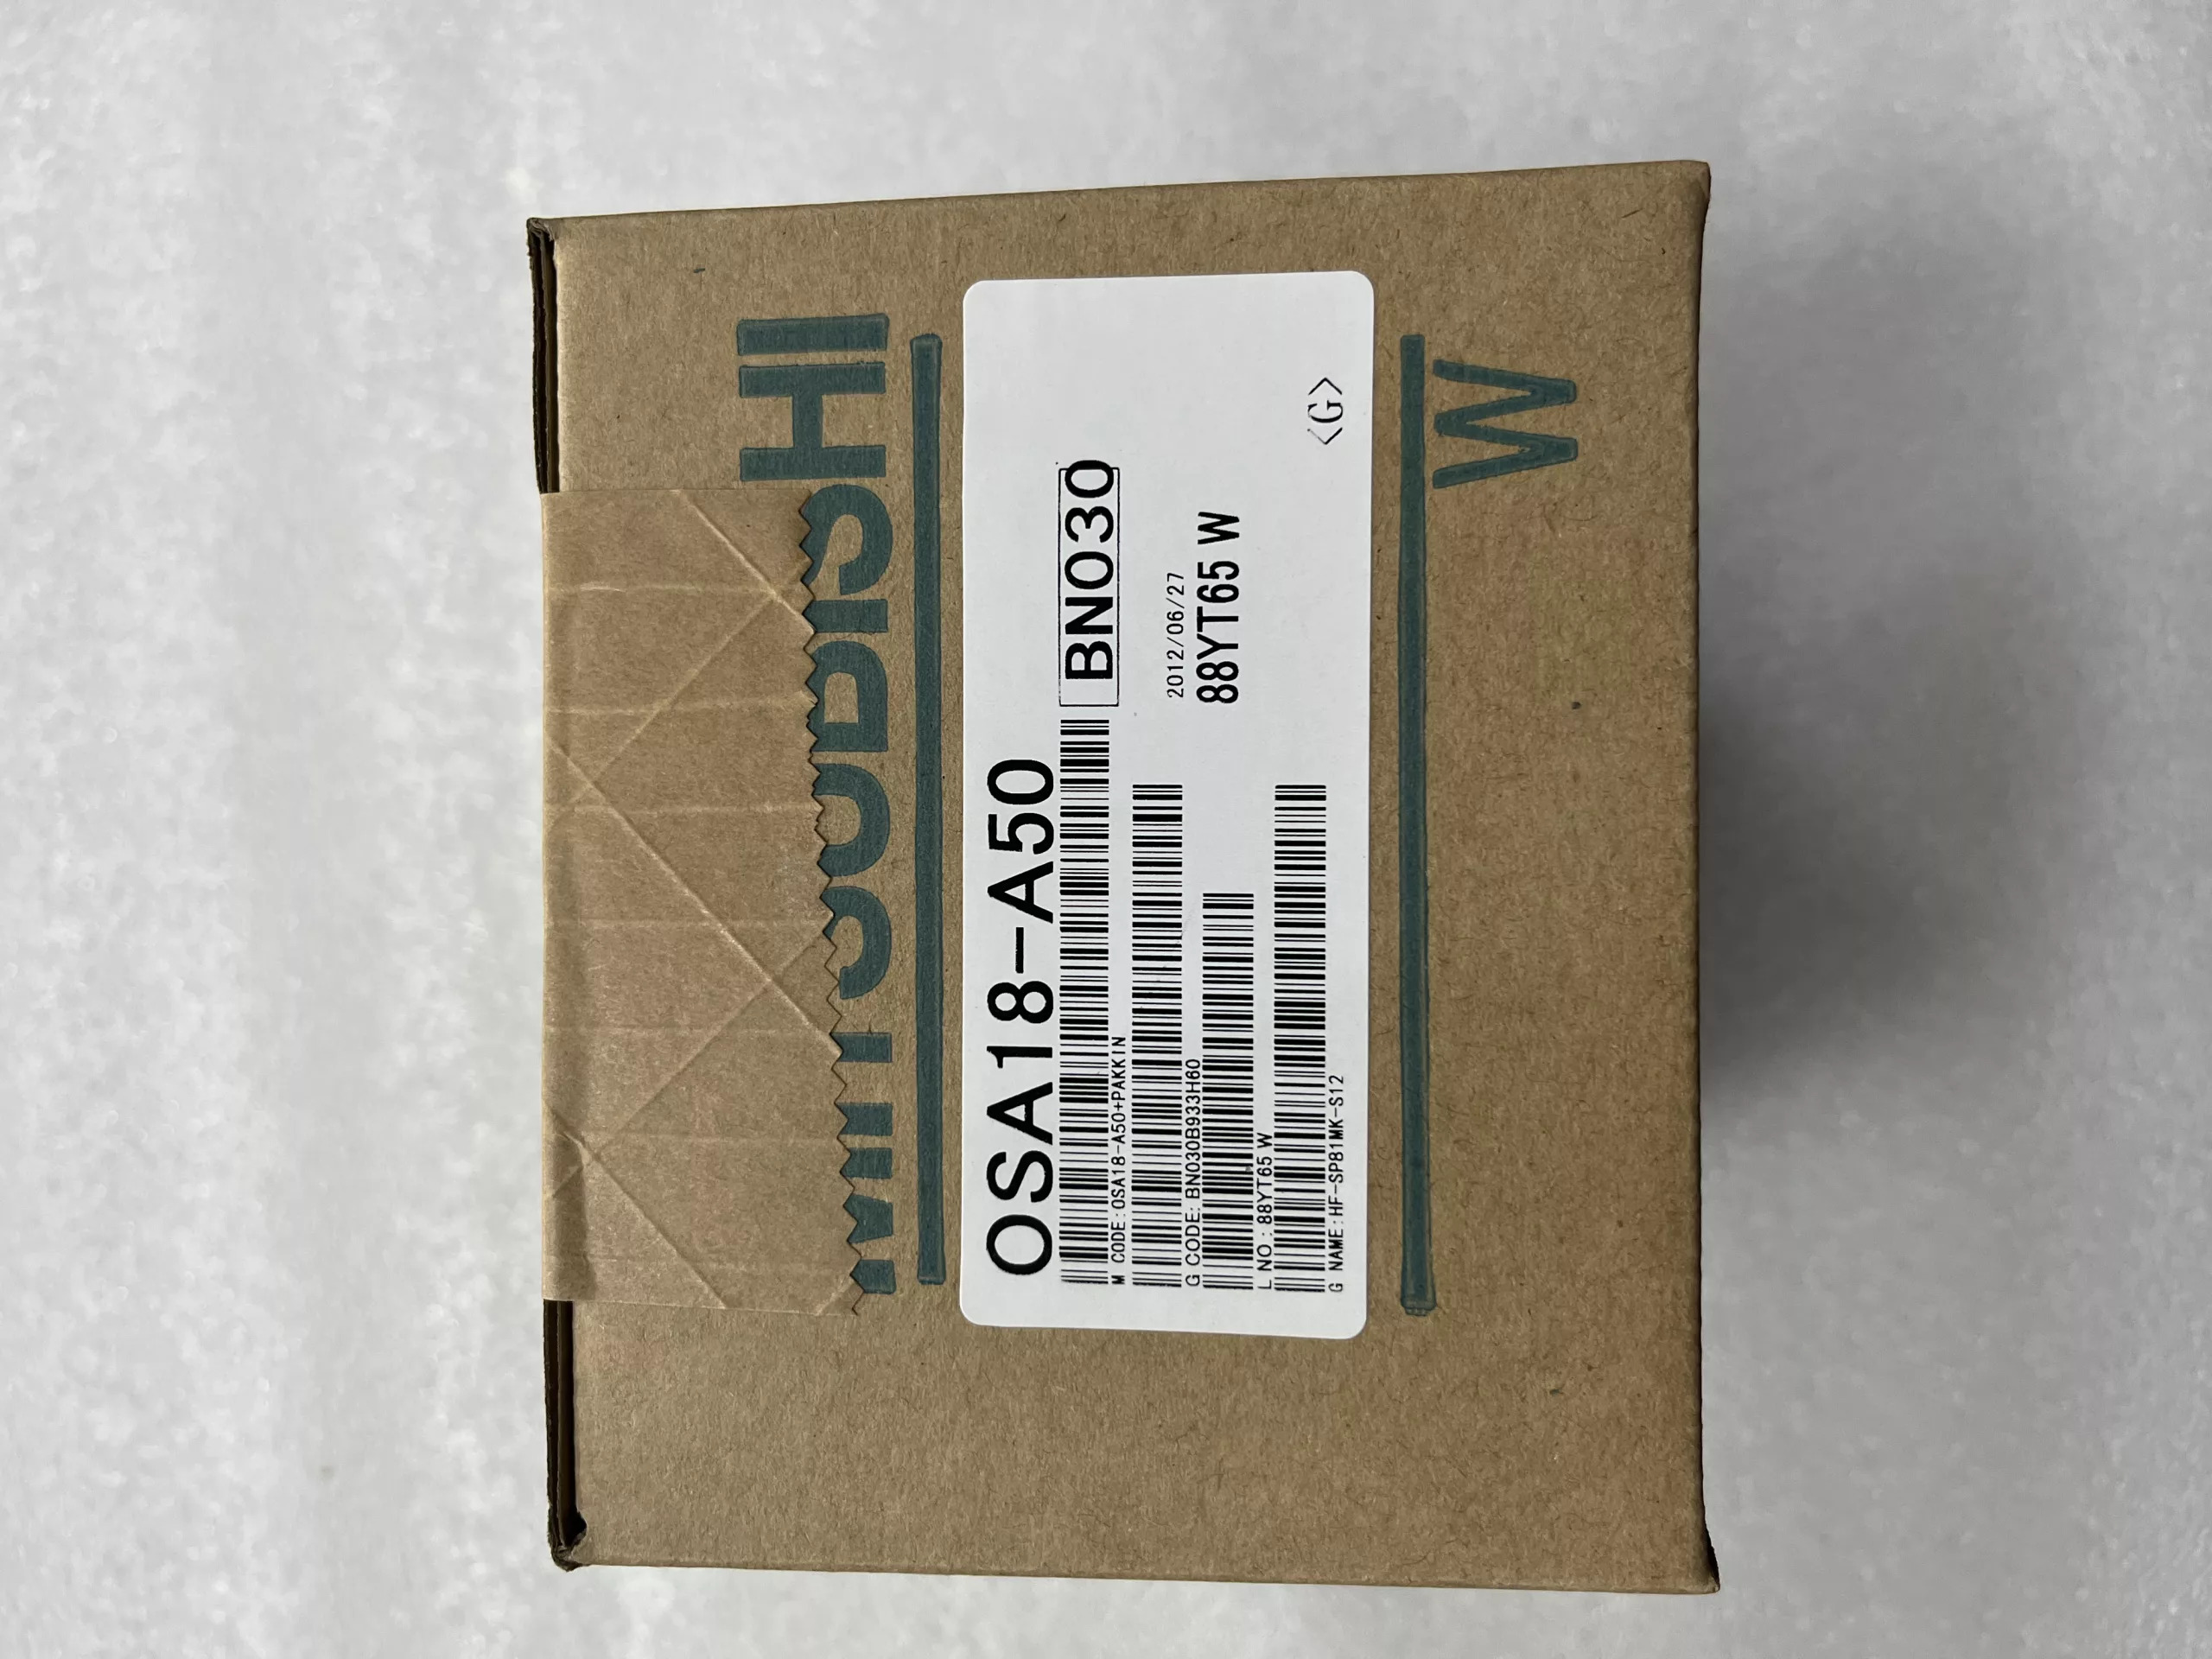 MITSUBISHI
OSA18-A50
BN030
M CODE:OSA18-A50+PAKKIN
2012/06/27
G CODE:BN030B933H60
88YT65 W
L NO:88YT65 W
<G>
G NAME:HF-SP81MK-S12
W